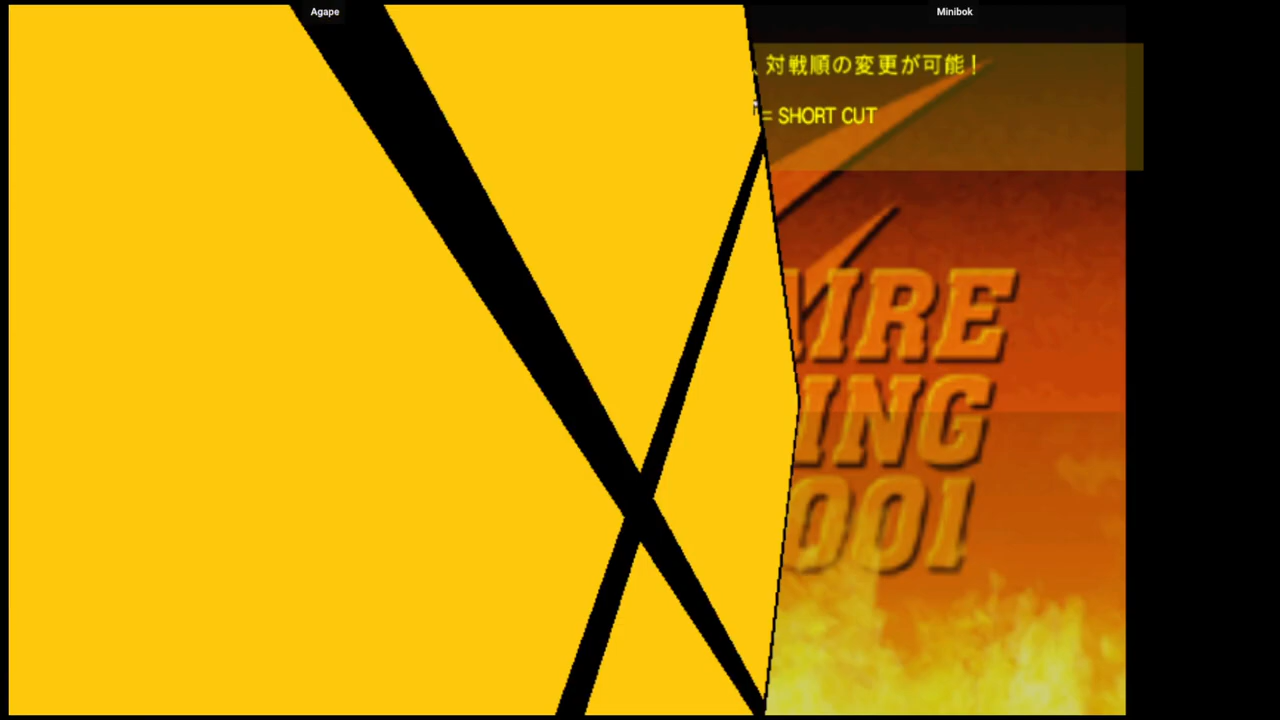 Agape
Minibok
、対戦順の変更が可能！
= SHORT CUT
IRE
ING
001